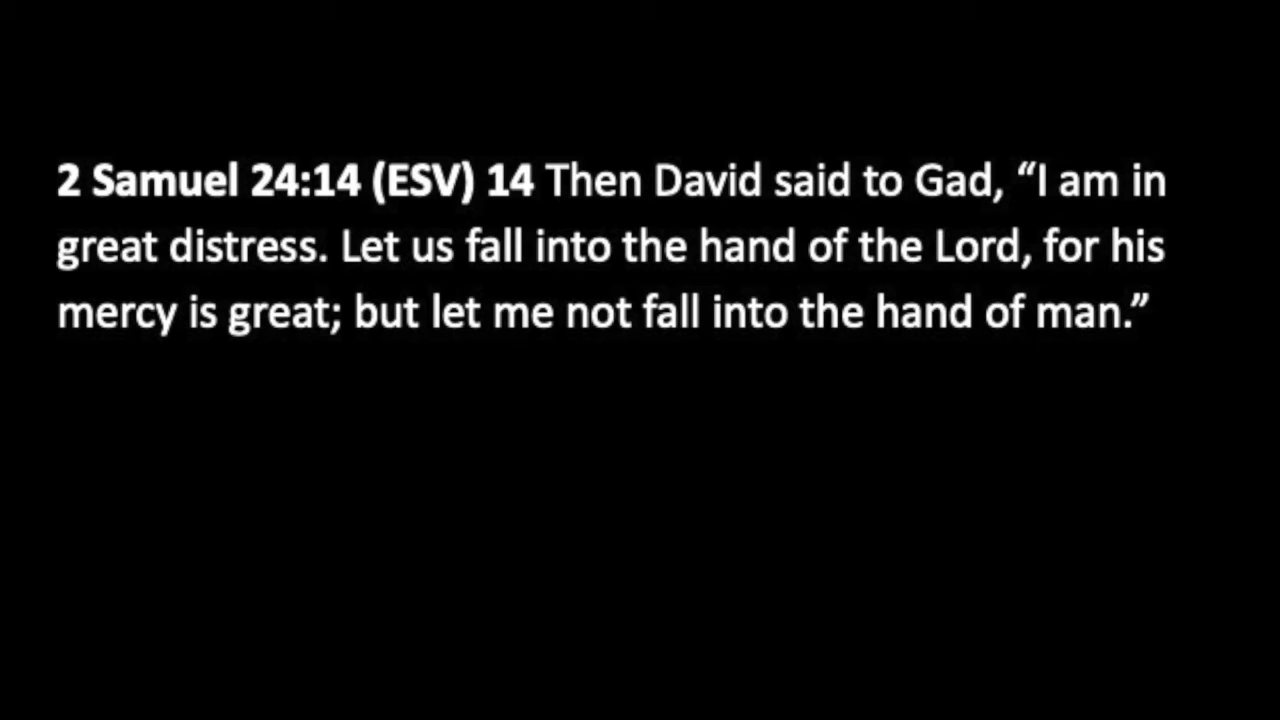 2 Samuel 24:14 (ESV) 14 Then David said to Gad, “I am in
great distress. Let us fall into the hand of the Lord, for his
mercy is great; but let me not fall into the hand of man.”